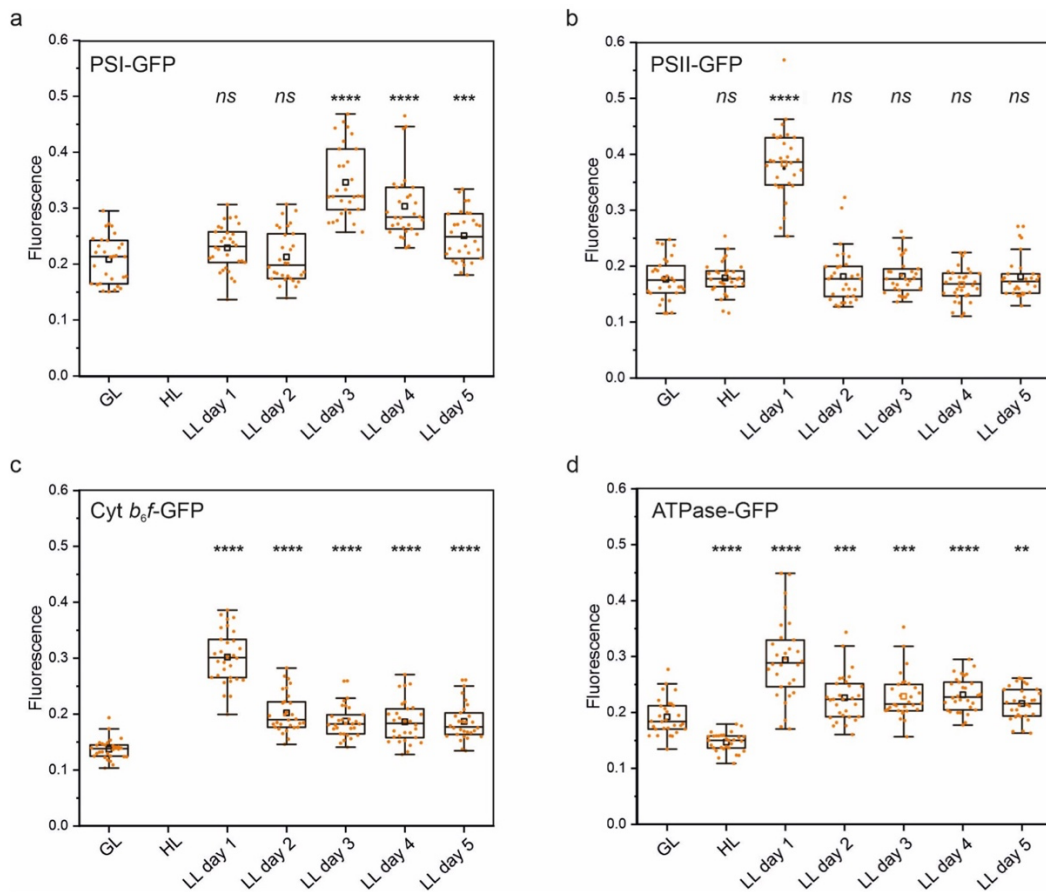 a
PSI-GFP
Fluorescence
0.6
0.5
0.4
0.3
0.2
0.1
0.0
ns ns **** **** ***
GL HL LL day 1 LL day 2 LL day 3 LL day 4 LL day 5
b
PSII-GFP
Fluorescence
0.6
0.5
0.4
0.3
0.2
0.1
0.0
ns **** ns ns ns ns
GL HL LL day 1 LL day 2 LL day 3 LL day 4 LL day 5
c
Cyt b₆f-GFP
Fluorescence
0.6
0.5
0.4
0.3
0.2
0.1
0.0
**** **** **** **** ****
GL HL LL day 1 LL day 2 LL day 3 LL day 4 LL day 5
d
ATPase-GFP
Fluorescence
0.6
0.5
0.4
0.3
0.2
0.1
0.0
**** **** *** *** **** **
GL HL LL day 1 LL day 2 LL day 3 LL day 4 LL day 5